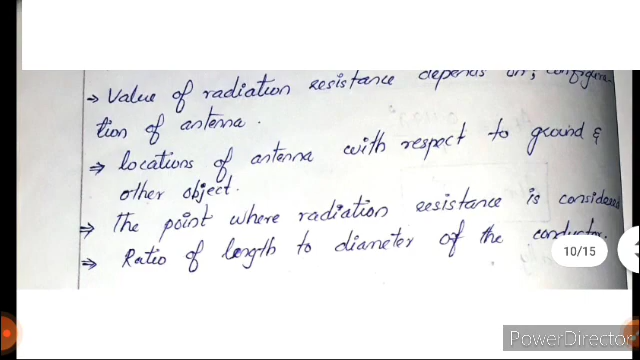 ⇒ Value of radiation resistance depends on; configura-
tion of antenna.
⇒ locations of antenna with respect to ground &
other object.
⇒ The point where radiation resistance is considered
⇒ Ratio of length to diameter of the conductor.
10/15
PowerDirector